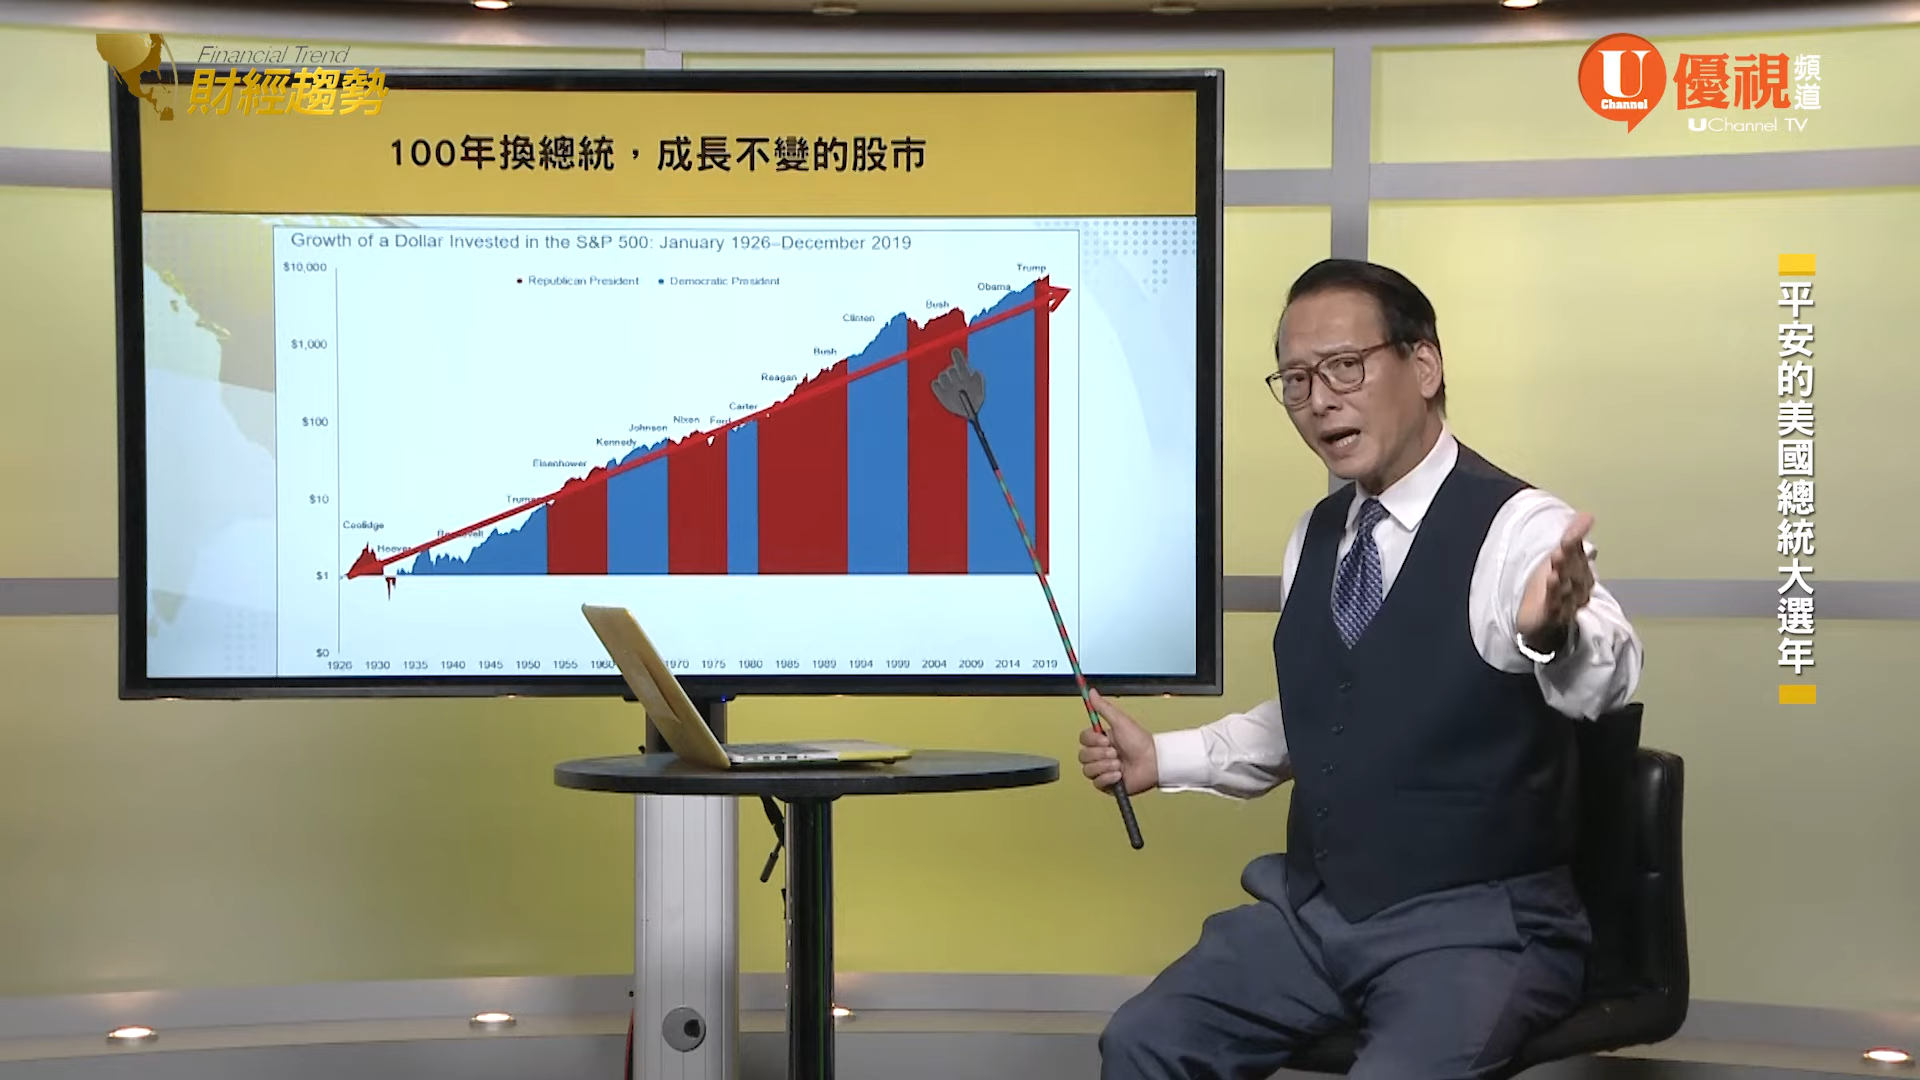 Financial Trend
財經趨勢
U
Channel
優視
頻道
UChannel TV
100年換總統，成長不變的股市
Growth of a Dollar Invested in the S&P 500: January 1926–December 2019
Republican President
Democratic President
$10,000
$1,000
$100
$10
$1
$0
Coolidge
Hoover
Eisenhower
Kennedy
Johnson
Nixon
Ford
Carter
Reagan
Bush
Clinton
Bush
Obama
Trump
1926 1930 1935 1940 1945 1950 1955 1960 1970 1975 1980 1985 1989 1994 1999 2004 2009 2014 2019
平安的美國總統大選年